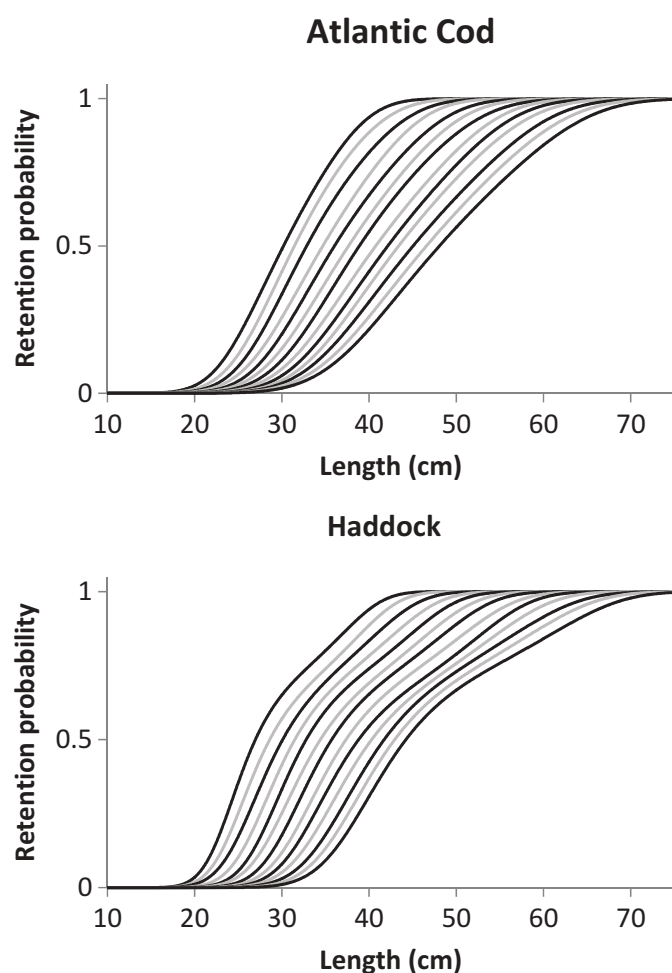 Atlantic Cod
Retention probability
1
0.5
0
10 20 30 40 50 60 70
Length (cm)
Haddock
Retention probability
1
0.5
0
10 20 30 40 50 60 70
Length (cm)